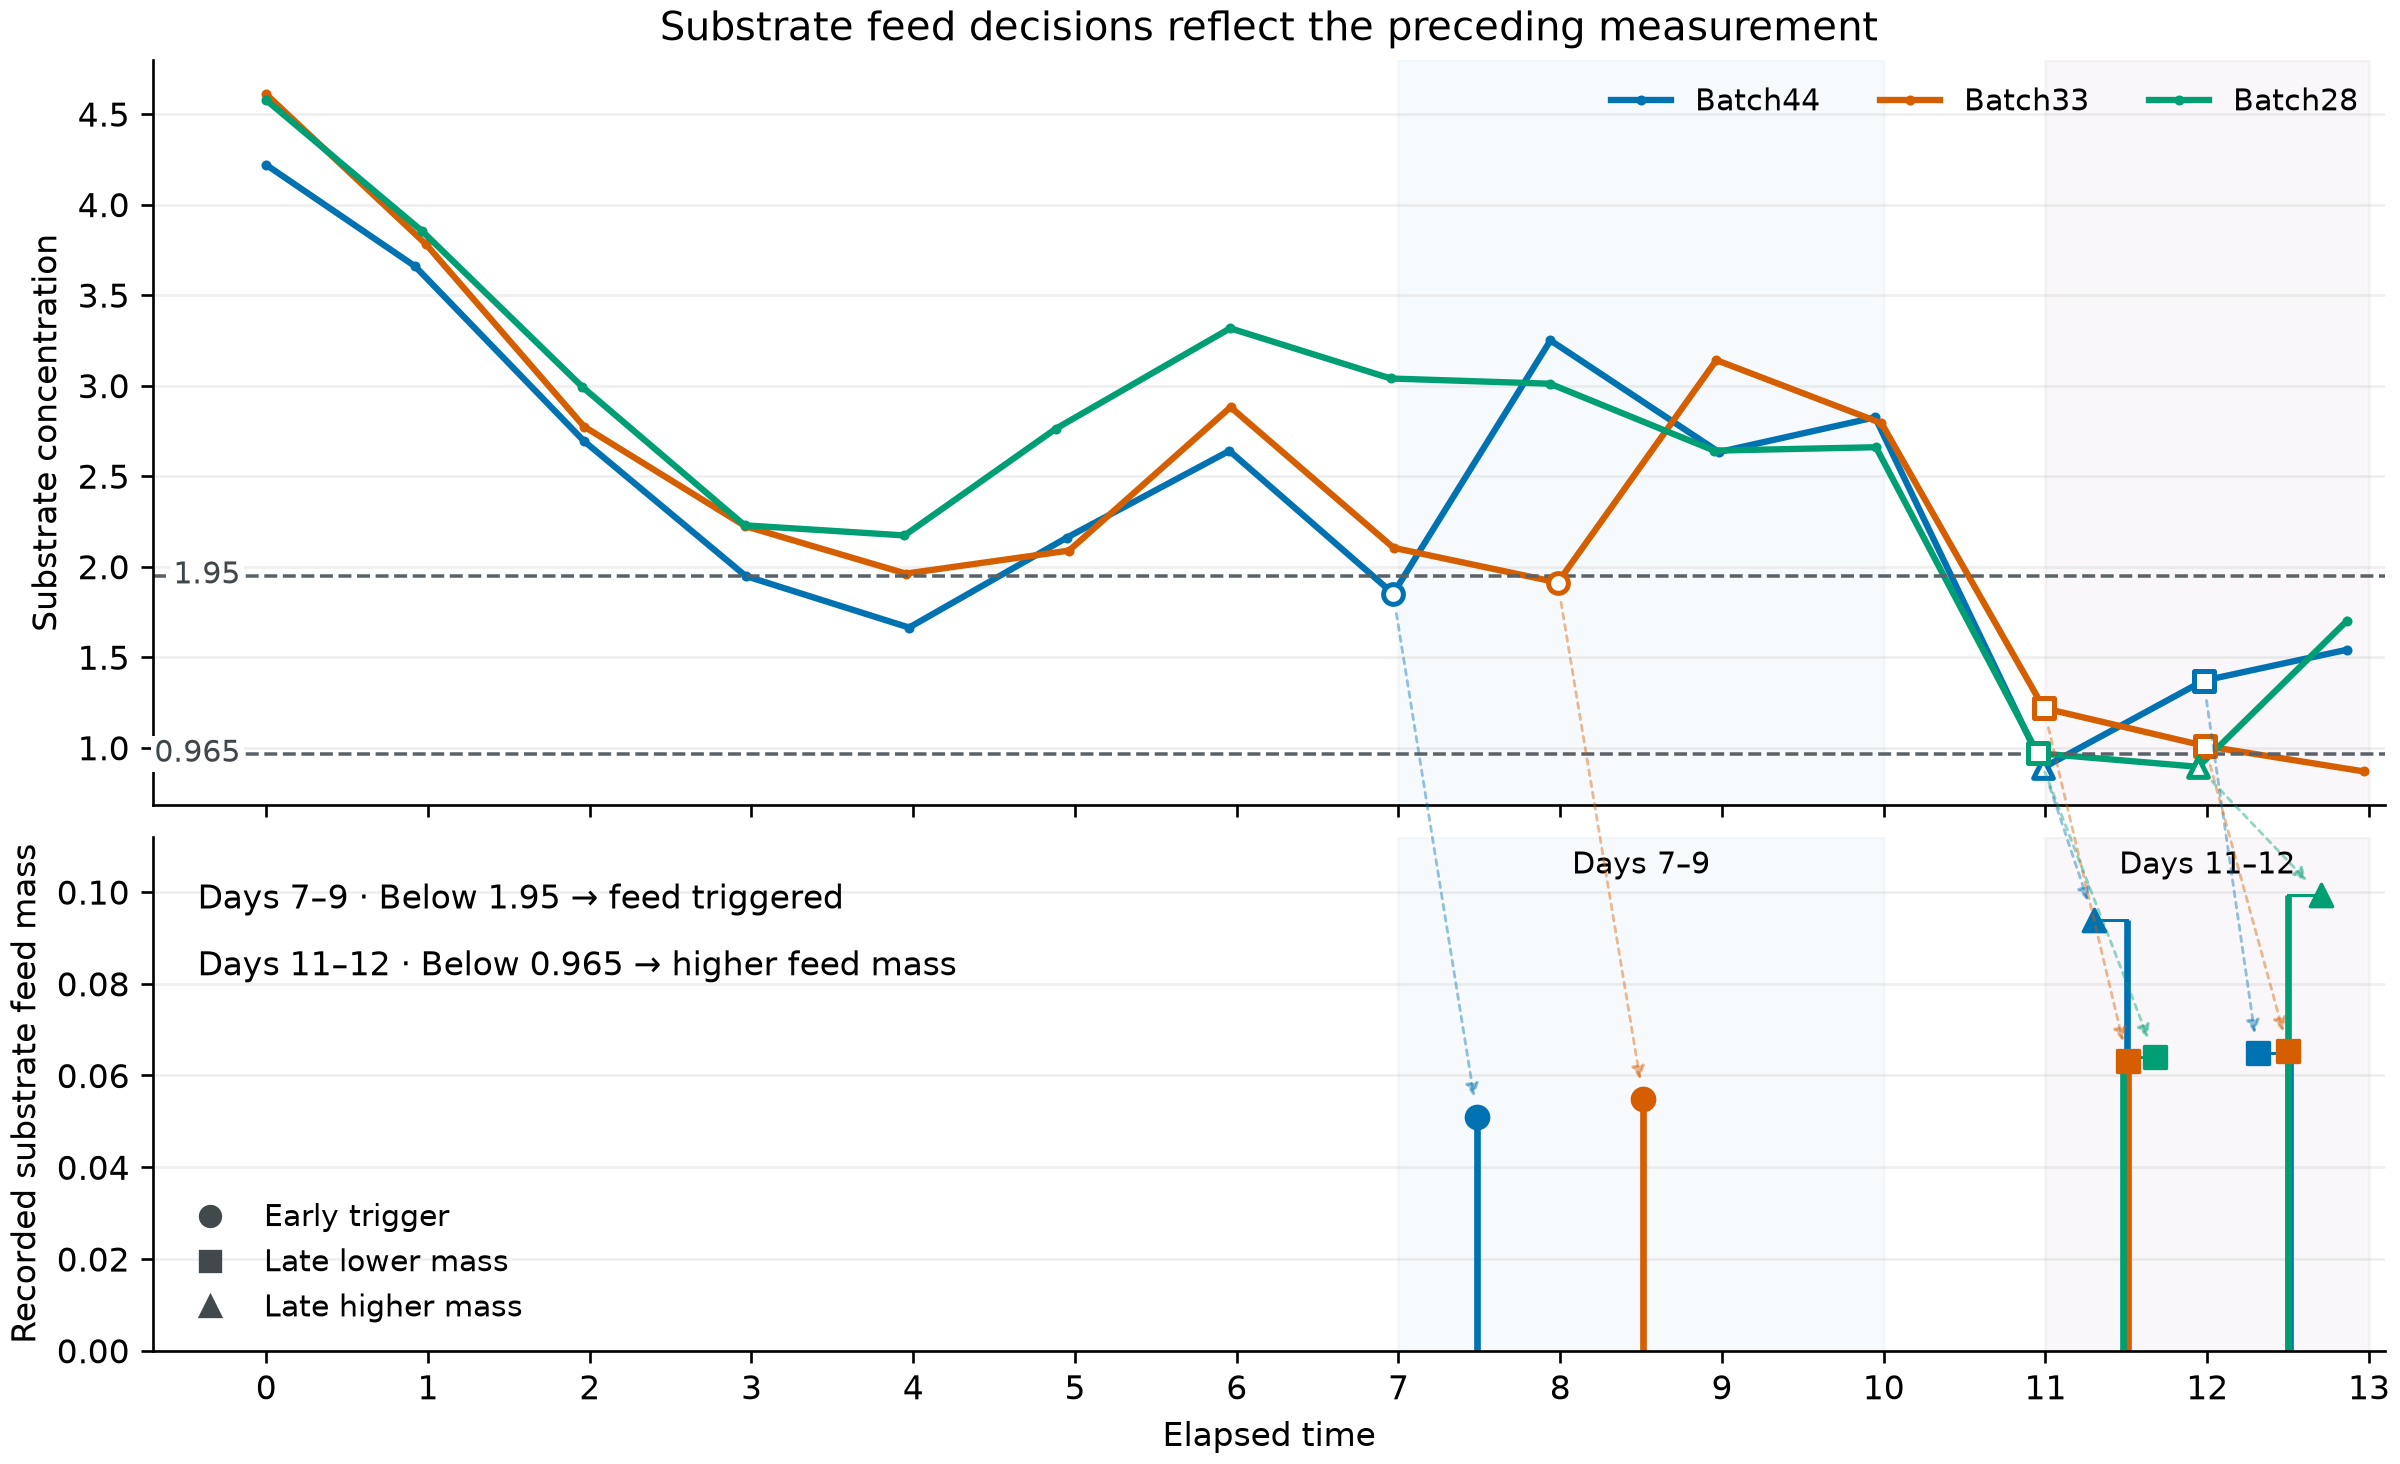 Substrate feed decisions reflect the preceding measurement
Batch44
Batch33
Batch28
Substrate concentration
4.5
4.0
3.5
3.0
2.5
2.0
1.5
1.0
1.95
0.965
Recorded substrate feed mass
0.10
0.08
0.06
0.04
0.02
0.00
Days 7–9
Days 11–12
Days 7–9 · Below 1.95 → feed triggered
Days 11–12 · Below 0.965 → higher feed mass
Early trigger
Late lower mass
Late higher mass
0 1 2 3 4 5 6 7 8 9 10 11 12 13
Elapsed time